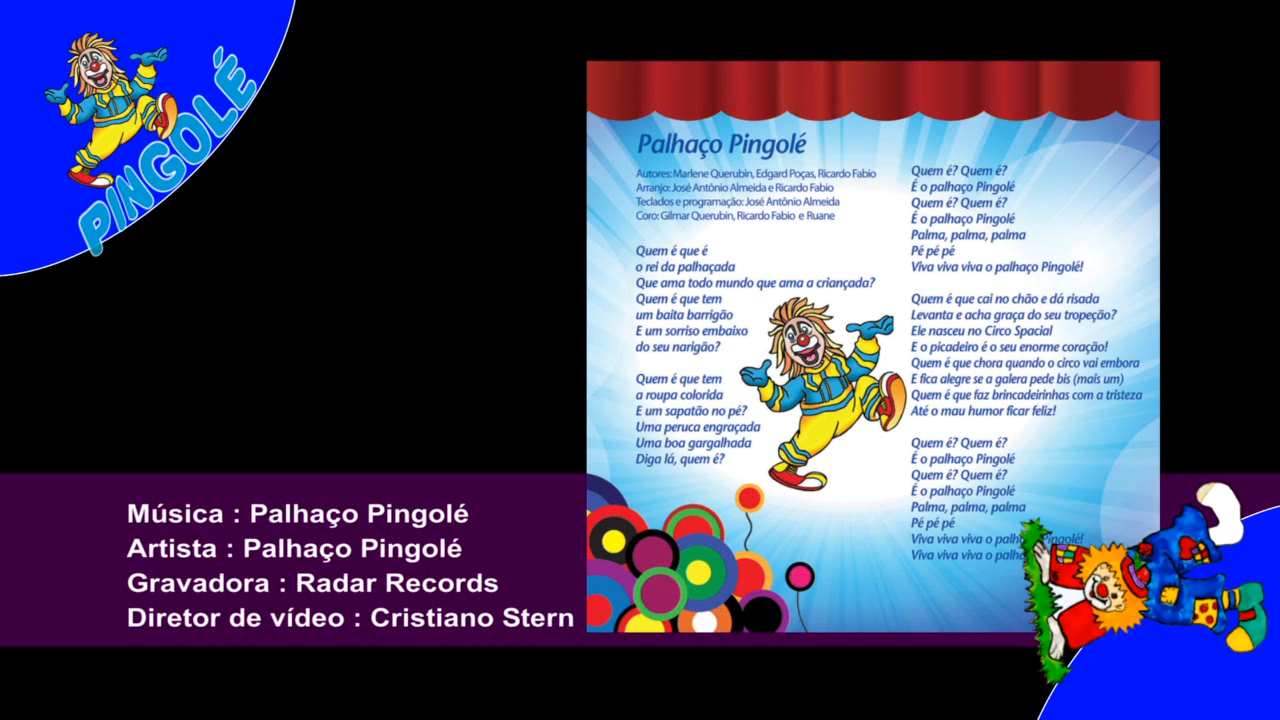 PINGOLÉ
Palhaço Pingolé
Autores: Marlene Querubin, Edgard Poças, Ricardo Fabio
Arranjo: José Antônio Almeida e Ricardo Fabio
Teclados e programação: José Antônio Almeida
Coro: Gilmar Querubin, Ricardo Fabio e Ruane
Quem é que é
o rei da palhaçada
Que ama todo mundo que ama a criançada?
Quem é que tem
um baita barrigão
E um sorriso embaixo
do seu narigão?
Quem é que tem
a roupa colorida
E um sapatão no pé?
Uma peruca engraçada
Uma boa gargalhada
Diga lá, quem é?
Quem é? Quem é?
É o palhaço Pingolé
Quem é? Quem é?
É o palhaço Pingolé
Palma, palma, palma
Pé pé pé
Viva viva viva o palhaço Pingolé!
Quem é que cai no chão e dá risada
Levanta e acha graça do seu tropeção?
Ele nasceu no Circo Spacial
E o picadeiro é o seu enorme coração!
Quem é que chora quando o circo vai embora
E fica alegre se a galera pede bis (mais um)
Quem é que faz brincadeirinhas com a tristeza
Até o mau humor ficar feliz!
Quem é? Quem é?
É o palhaço Pingolé
Quem é? Quem é?
É o palhaço Pingolé
Palma, palma, palma
Pé pé pé
Viva viva viva o Pingolé!
Viva viva viva o
Música : Palhaço Pingolé
Artista : Palhaço Pingolé
Gravadora : Radar Records
Diretor de vídeo : Cristiano Stern